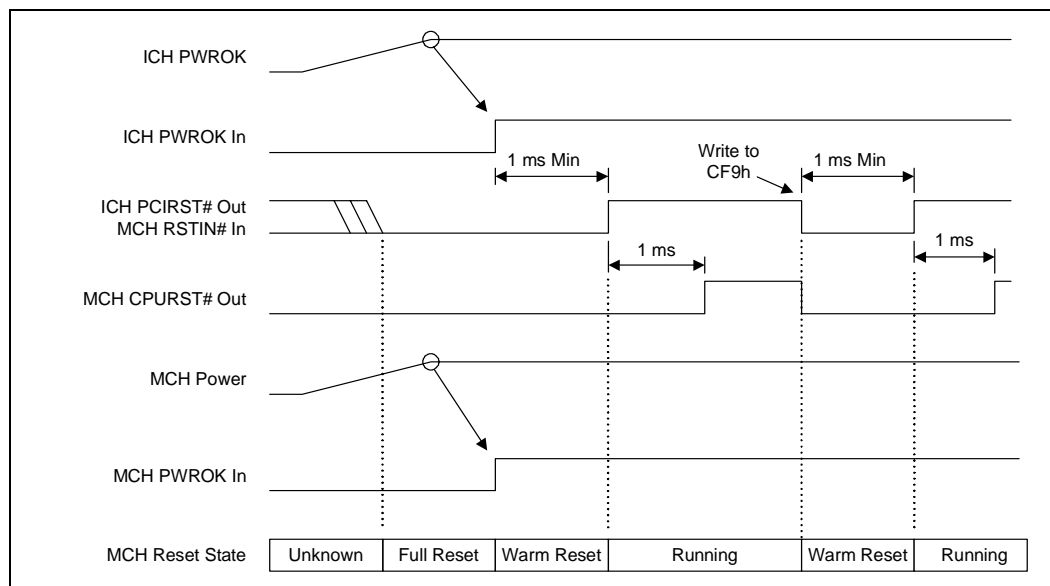 ICH PWROK
ICH PWROK In
1 ms Min
Write to
CF9h
1 ms Min
ICH PCIRST# Out
MCH RSTIN# In
1 ms
1 ms
MCH CPURST# Out
MCH Power
MCH PWROK In
MCH Reset State
Unknown
Full Reset
Warm Reset
Running
Warm Reset
Running